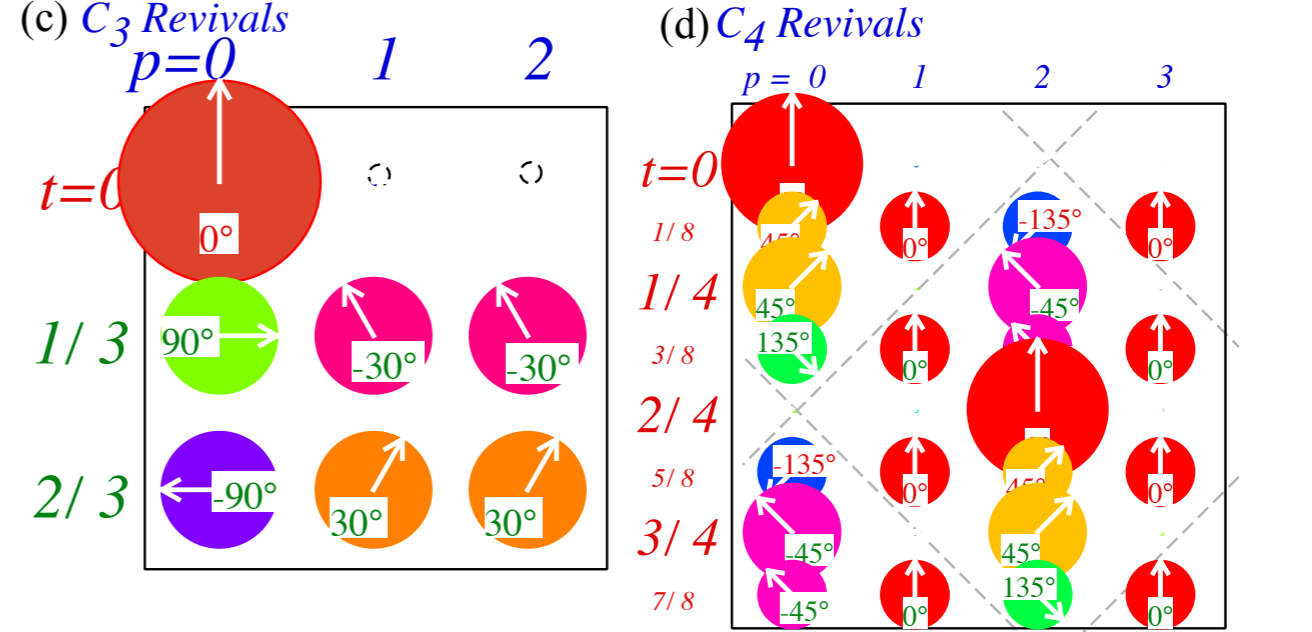 (c) C3 Revivals
p=0 1 2
t=0 0°
1/3 90° -30° -30°
2/3 -90° 30° 30°
(d) C4 Revivals
p = 0 1 2 3
t=0
1/8 45° 0° -135° 0°
1/4 45° -45°
3/8 135° 0° 0°
2/4
5/8 -135° 0° 45° 0°
3/4 -45° 45°
7/8 -45° 0° 135° 0°